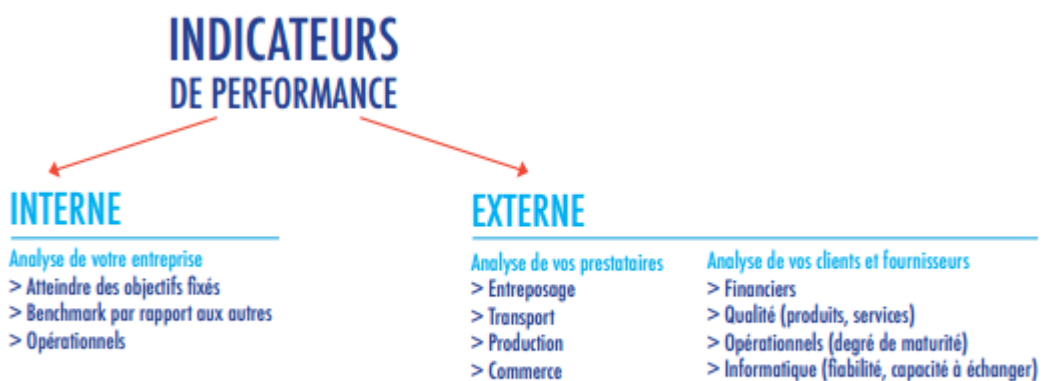 INDICATEURS
DE PERFORMANCE
INTERNE
Analyse de votre entreprise
> Atteindre des objectifs fixés
> Benchmark par rapport aux autres
> Opérationnels
EXTERNE
Analyse de vos prestataires
> Entreposage
> Transport
> Production
> Commerce
Analyse de vos clients et fournisseurs
> Financiers
> Qualité (produits, services)
> Opérationnels (degré de maturité)
> Informatique (fiabilité, capacité à échanger)